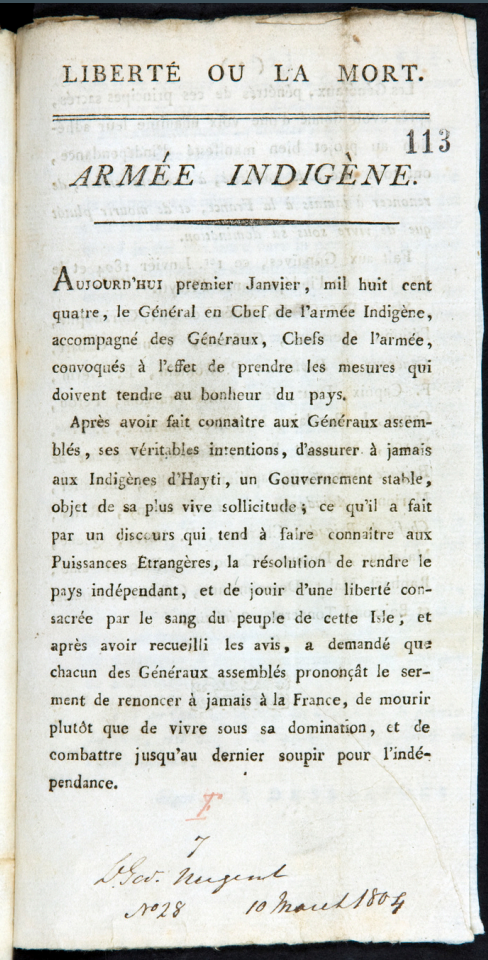 LIBERTÉ OU LA MORT.
113
ARMÉE INDIGÈNE.
AUJOURD'HUI premier Janvier, mil huit cent
quatre, le Général en Chef de l'armée Indigène,
accompagné des Généraux, Chefs de l'armée,
convoqués à l'effet de prendre les mesures qui
doivent tendre au bonheur du pays.
Après avoir fait connaître aux Généraux assem-
blés, ses véritables intentions, d'assurer à jamais
aux Indigènes d'Hayti, un Gouvernement stable,
objet de sa plus vive sollicitude; ce qu'il a fait
par un discours qui tend à faire connaître aux
Puissances Étrangères, la résolution de rendre le
pays indépendant, et de jouir d'une liberté con-
sacrée par le sang du peuple de cette Isle; et
après avoir recueilli les avis, a demandé que
chacun des Généraux assemblés prononçât le ser-
ment de renoncer à jamais à la France, de mourir
plutôt que de vivre sous sa domination, et de
combattre jusqu'au dernier soupir pour l'indé-
pendance.
F
7
Lt. Gov. Nugent
No 28 10 March 1804